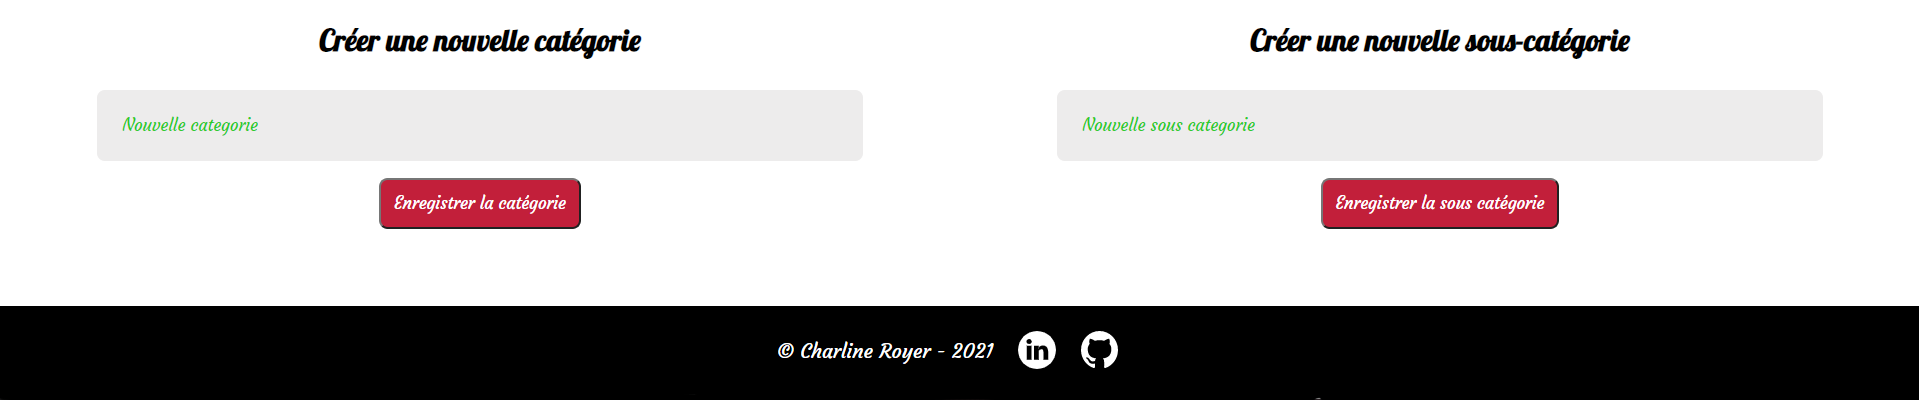 Créer une nouvelle catégorie
Nouvelle categorie
Enregistrer la catégorie
Créer une nouvelle sous-catégorie
Nouvelle sous categorie
Enregistrer la sous catégorie
© Charline Royer - 2021
in